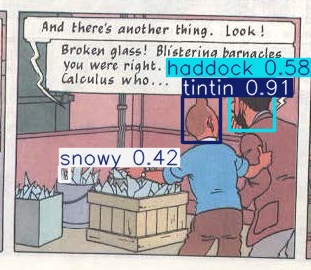 And there's another thing. Look!
Broken glass! Blistering barnacles
you were right.
Calculus who...
haddock 0.58
tintin 0.91
snowy 0.42